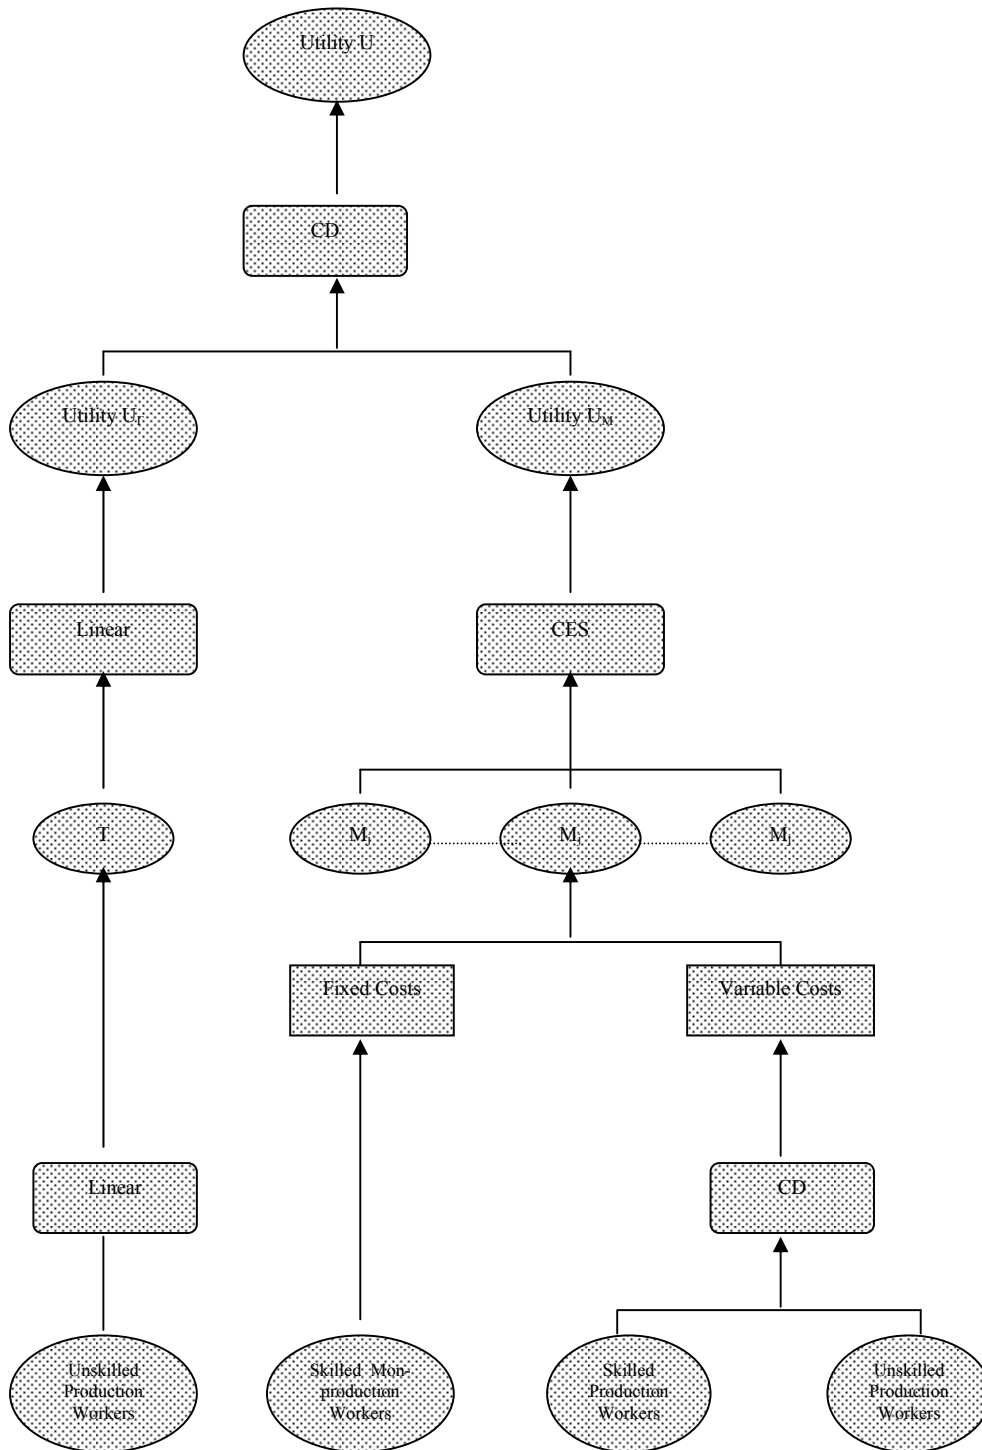 Utility U
CD
Utility U_T
Utility U_M
Linear
CES
T
M_j
M_j
M_j
Fixed Costs
Variable Costs
Linear
CD
Unskilled
Production
Workers
Skilled Mon-
production
Workers
Skilled
Production
Workers
Unskilled
Production
Workers